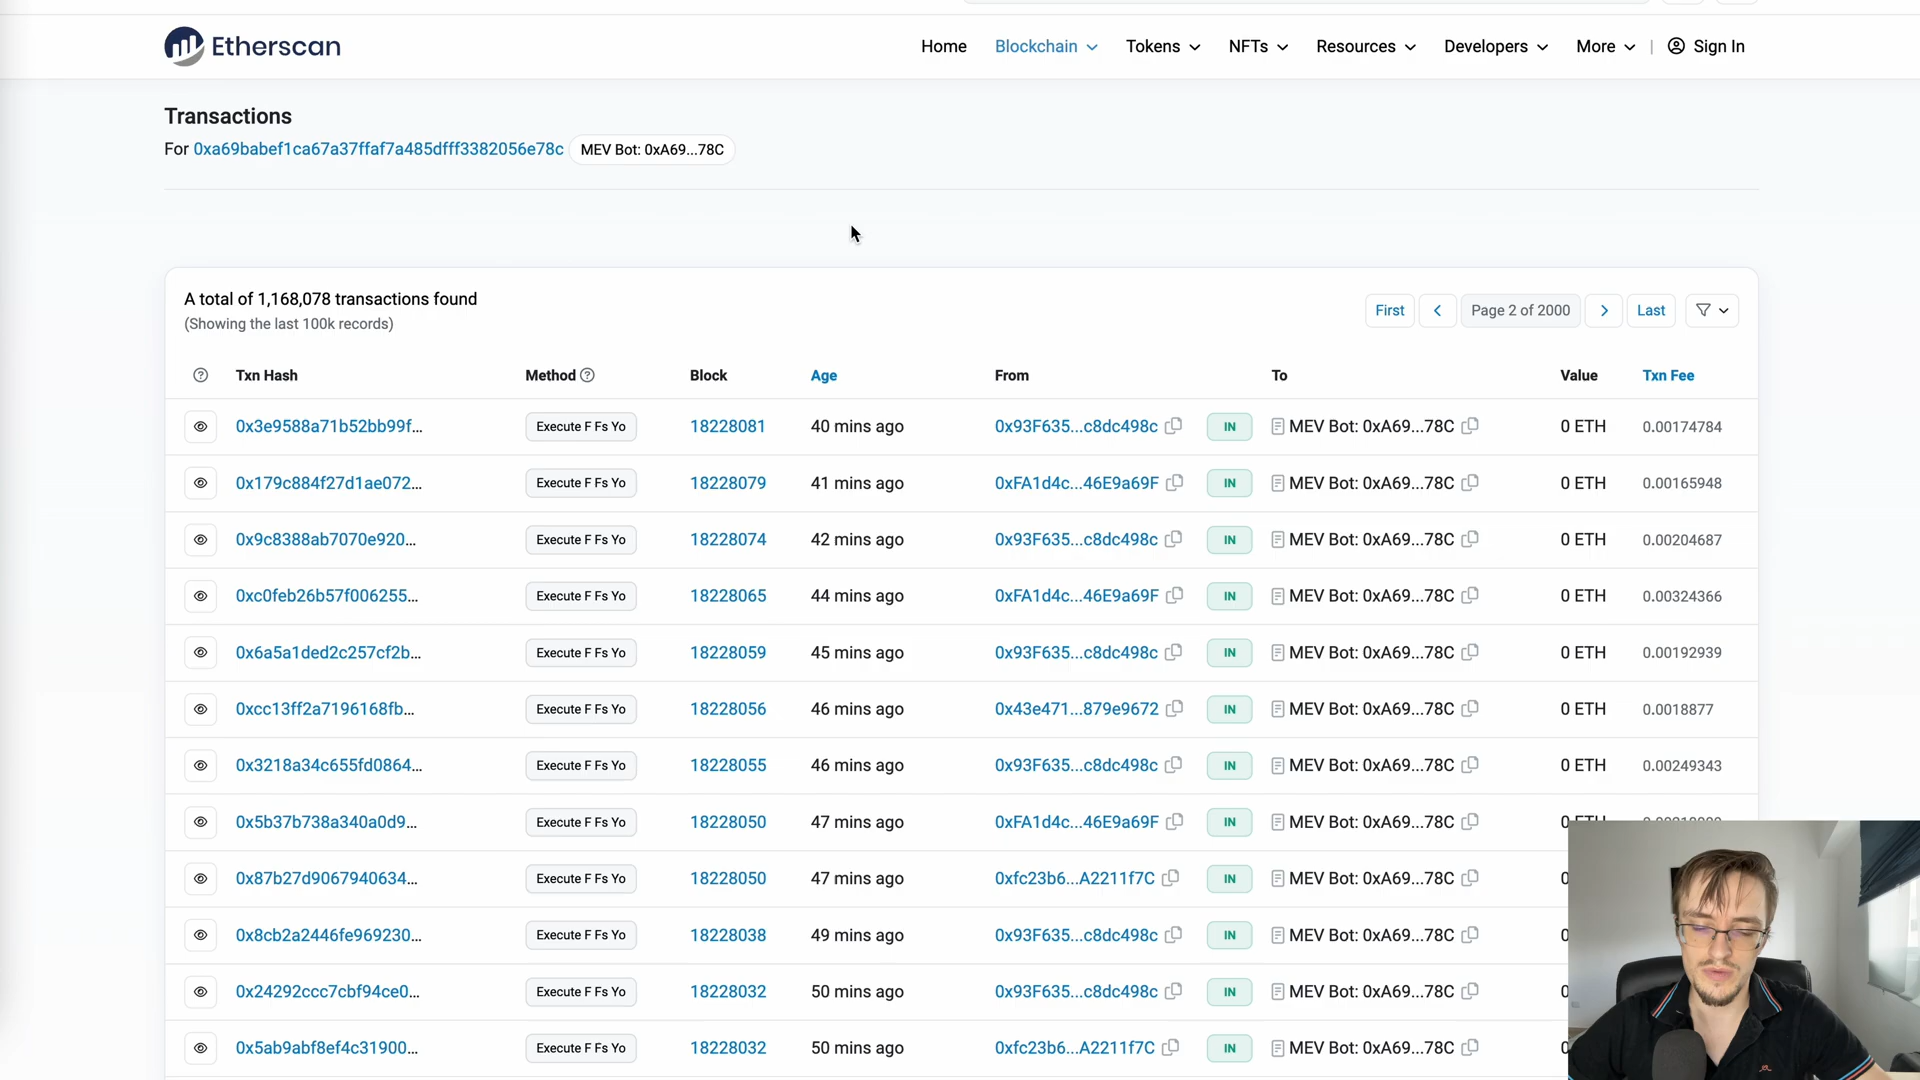 Etherscan
Home Blockchain Tokens NFTs Resources Developers More | Sign In
Transactions
For 0xa69babef1ca67a37ffaf7a485dfff3382056e78c MEV Bot: 0xA69...78C
A total of 1,168,078 transactions found
(Showing the last 100k records)
First Page 2 of 2000 Last
Txn Hash Method Block Age From To Value Txn Fee
0x3e9588a71b52bb99f... Execute F Fs Yo 18228081 40 mins ago 0x93F635...c8dc498c IN MEV Bot: 0xA69...78C 0 ETH 0.00174784
0x179c884f27d1ae072... Execute F Fs Yo 18228079 41 mins ago 0xFA1d4c...46E9a69F IN MEV Bot: 0xA69...78C 0 ETH 0.00165948
0x9c8388ab7070e920... Execute F Fs Yo 18228074 42 mins ago 0x93F635...c8dc498c IN MEV Bot: 0xA69...78C 0 ETH 0.00204687
0xc0feb26b57f006255... Execute F Fs Yo 18228065 44 mins ago 0xFA1d4c...46E9a69F IN MEV Bot: 0xA69...78C 0 ETH 0.00324366
0x6a5a1ded2c257cf2b... Execute F Fs Yo 18228059 45 mins ago 0x93F635...c8dc498c IN MEV Bot: 0xA69...78C 0 ETH 0.00192939
0xcc13ff2a7196168fb... Execute F Fs Yo 18228056 46 mins ago 0x43e471...879e9672 IN MEV Bot: 0xA69...78C 0 ETH 0.0018877
0x3218a34c655fd0864... Execute F Fs Yo 18228055 46 mins ago 0x93F635...c8dc498c IN MEV Bot: 0xA69...78C 0 ETH 0.00249343
0x5b37b738a340a0d9... Execute F Fs Yo 18228050 47 mins ago 0xFA1d4c...46E9a69F IN MEV Bot: 0xA69...78C 0 ETH
0x87b27d9067940634... Execute F Fs Yo 18228050 47 mins ago 0xfc23b6...A2211f7C IN MEV Bot: 0xA69...78C 0
0x8cb2a2446fe969230... Execute F Fs Yo 18228038 49 mins ago 0x93F635...c8dc498c IN MEV Bot: 0xA69...78C 0
0x24292ccc7cbf94ce0... Execute F Fs Yo 18228032 50 mins ago 0x93F635...c8dc498c IN MEV Bot: 0xA69...78C 0
0x5ab9abf8ef4c31900... Execute F Fs Yo 18228032 50 mins ago 0xfc23b6...A2211f7C IN MEV Bot: 0xA69...78C 0